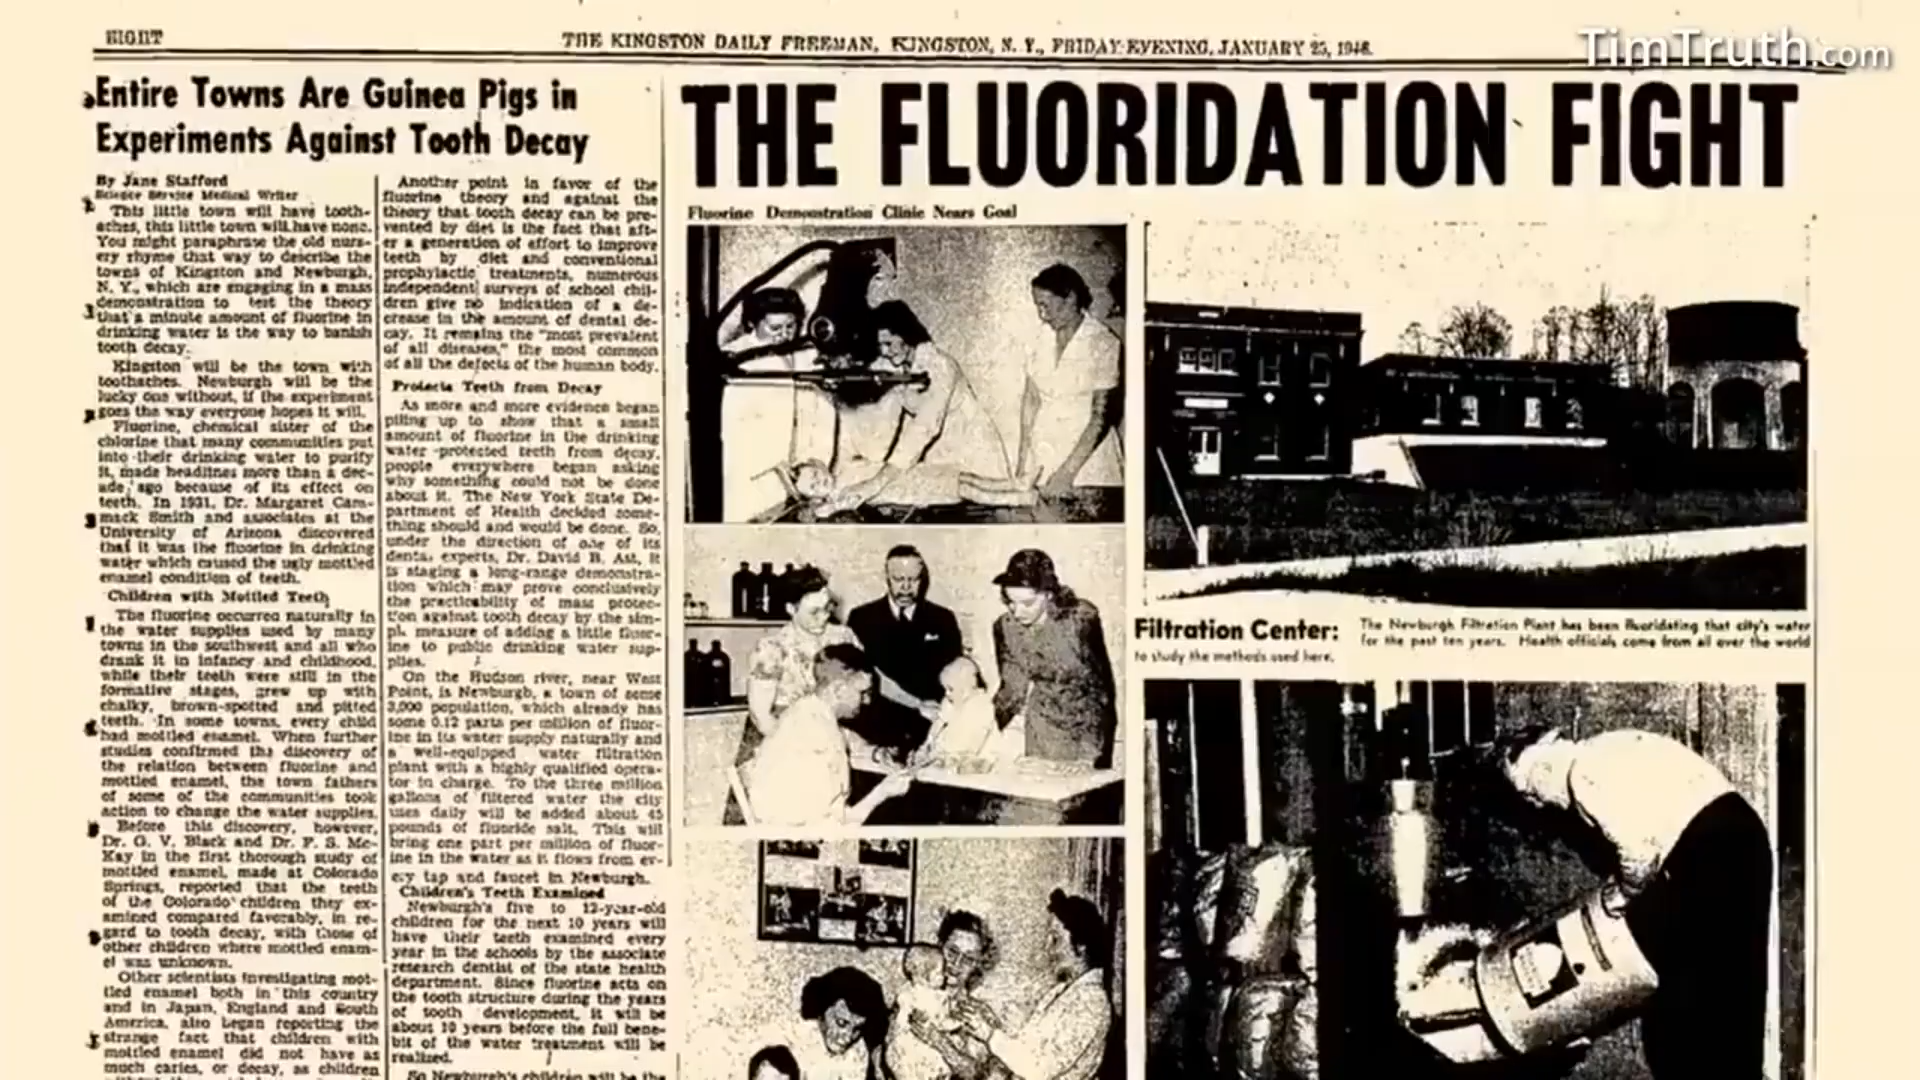 EIGHT
THE KINGSTON DAILY FREEMAN, KINGSTON, N. Y., FRIDAY EVENING, JANUARY 25, 1946.
TimTruth.com
Entire Towns Are Guinea Pigs in
Experiments Against Tooth Decay
By Jane Stafford
Science Service Medical Writer
This little town will have tooth-
aches, this little town will have none.
You might paraphrase the old nurs-
ery rhyme that way to describe the
towns of Kingston and Newburgh,
N. Y., which are engaging in a mass
demonstration to test the theory
that a minute amount of fluorine in
drinking water is the way to banish
tooth decay.
Kingston will be the town with
toothaches. Newburgh will be the
lucky one without, if the experiment
goes the way everyone hopes it will.
Fluorine, chemical sister of the
chlorine that many communities put
into their drinking water to purify
it, made headlines more than a dec-
ade ago because of its effect on
teeth. In 1931, Dr. Margaret Cam-
mack Smith and associates at the
University of Arizona discovered
that it was the fluorine in drinking
water which caused the ugly mottled
enamel condition of teeth.
Children with Mottled Teeth
The fluorine occurred naturally in
the water supplies used by many
towns in the southwest and all who
drank it in infancy and childhood,
while their teeth were still in the
formative stages, grew up with
chalky, brown-spotted and pitted
teeth. In some towns, every child
had mottled enamel. When further
studies confirmed the discovery of
the relation between fluorine and
mottled enamel, the town fathers
of some of the communities took
action to change the water supplies.
Before this discovery, however,
Dr. G. V. Black and Dr. F. S. Mc-
Kay in the first thorough study of
mottled enamel, made at Colorado
Springs, reported that the teeth
of the Colorado children they ex-
amined compared favorably, in re-
gard to tooth decay, with those of
other children where mottled enam-
el was unknown.
Other scientists investigating mot-
tled enamel both in this country
and in Japan, England and South
America, also began reporting the
strange fact that children with
mottled enamel did not have as
much caries, or decay, as children
Another point in favor of the
fluorine theory and against the
theory that tooth decay can be pre-
vented by diet is the fact that aft-
er a generation of effort to improve
teeth by diet and conventional
prophylactic treatments, numerous
independent surveys of school chil-
dren give no indication of a de-
crease in the amount of dental de-
cay. It remains the "most prevalent
of all diseases," the most common
of all the defects of the human body.
Protects Teeth from Decay
As more and more evidence began
piling up to show that a small
amount of fluorine in the drinking
water protected teeth from decay,
people everywhere began asking
why something could not be done
about it. The New York State De-
partment of Health decided some-
thing should and would be done. So,
under the direction of one of its
dental experts, Dr. David B. Ast, it
is staging a long-range demonstra-
tion which may prove conclusively
the practicability of mass protec-
tion against tooth decay by the sim-
ple measure of adding a little fluor-
ine to public drinking water sup-
plies.
On the Hudson river, near West
Point, is Newburgh, a town of some
3,000 population, which already has
some 0.12 parts per million of fluor-
ine in its water supply naturally and
a well-equipped water filtration
plant with a highly qualified opera-
tor in charge. To the three million
gallons of filtered water the city
uses daily will be added about 45
pounds of fluoride salt. This will
bring one part per million of fluor-
ine in the water as it flows from ev-
ery tap and faucet in Newburgh.
Children's Teeth Examined
Newburgh's five to 12-year-old
children for the next 10 years will
have their teeth examined every
year in the schools by the associate
research dentist of the state health
department. Since fluorine acts on
the tooth structure during the years
of tooth development, it will be
about 10 years before the full bene-
fit of the water treatment will be
realized.
So Newburgh's children will be the
THE FLUORIDATION FIGHT
Fluorine Demonstration Clinic Nears Goal
Filtration Center: The Newburgh Filtration Plant has been fluoridating that city's water
for the past ten years. Health officials come from all over the world
to study the methods used here.